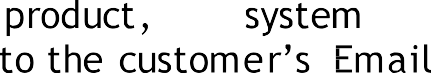 product, system
to the customer’s Email